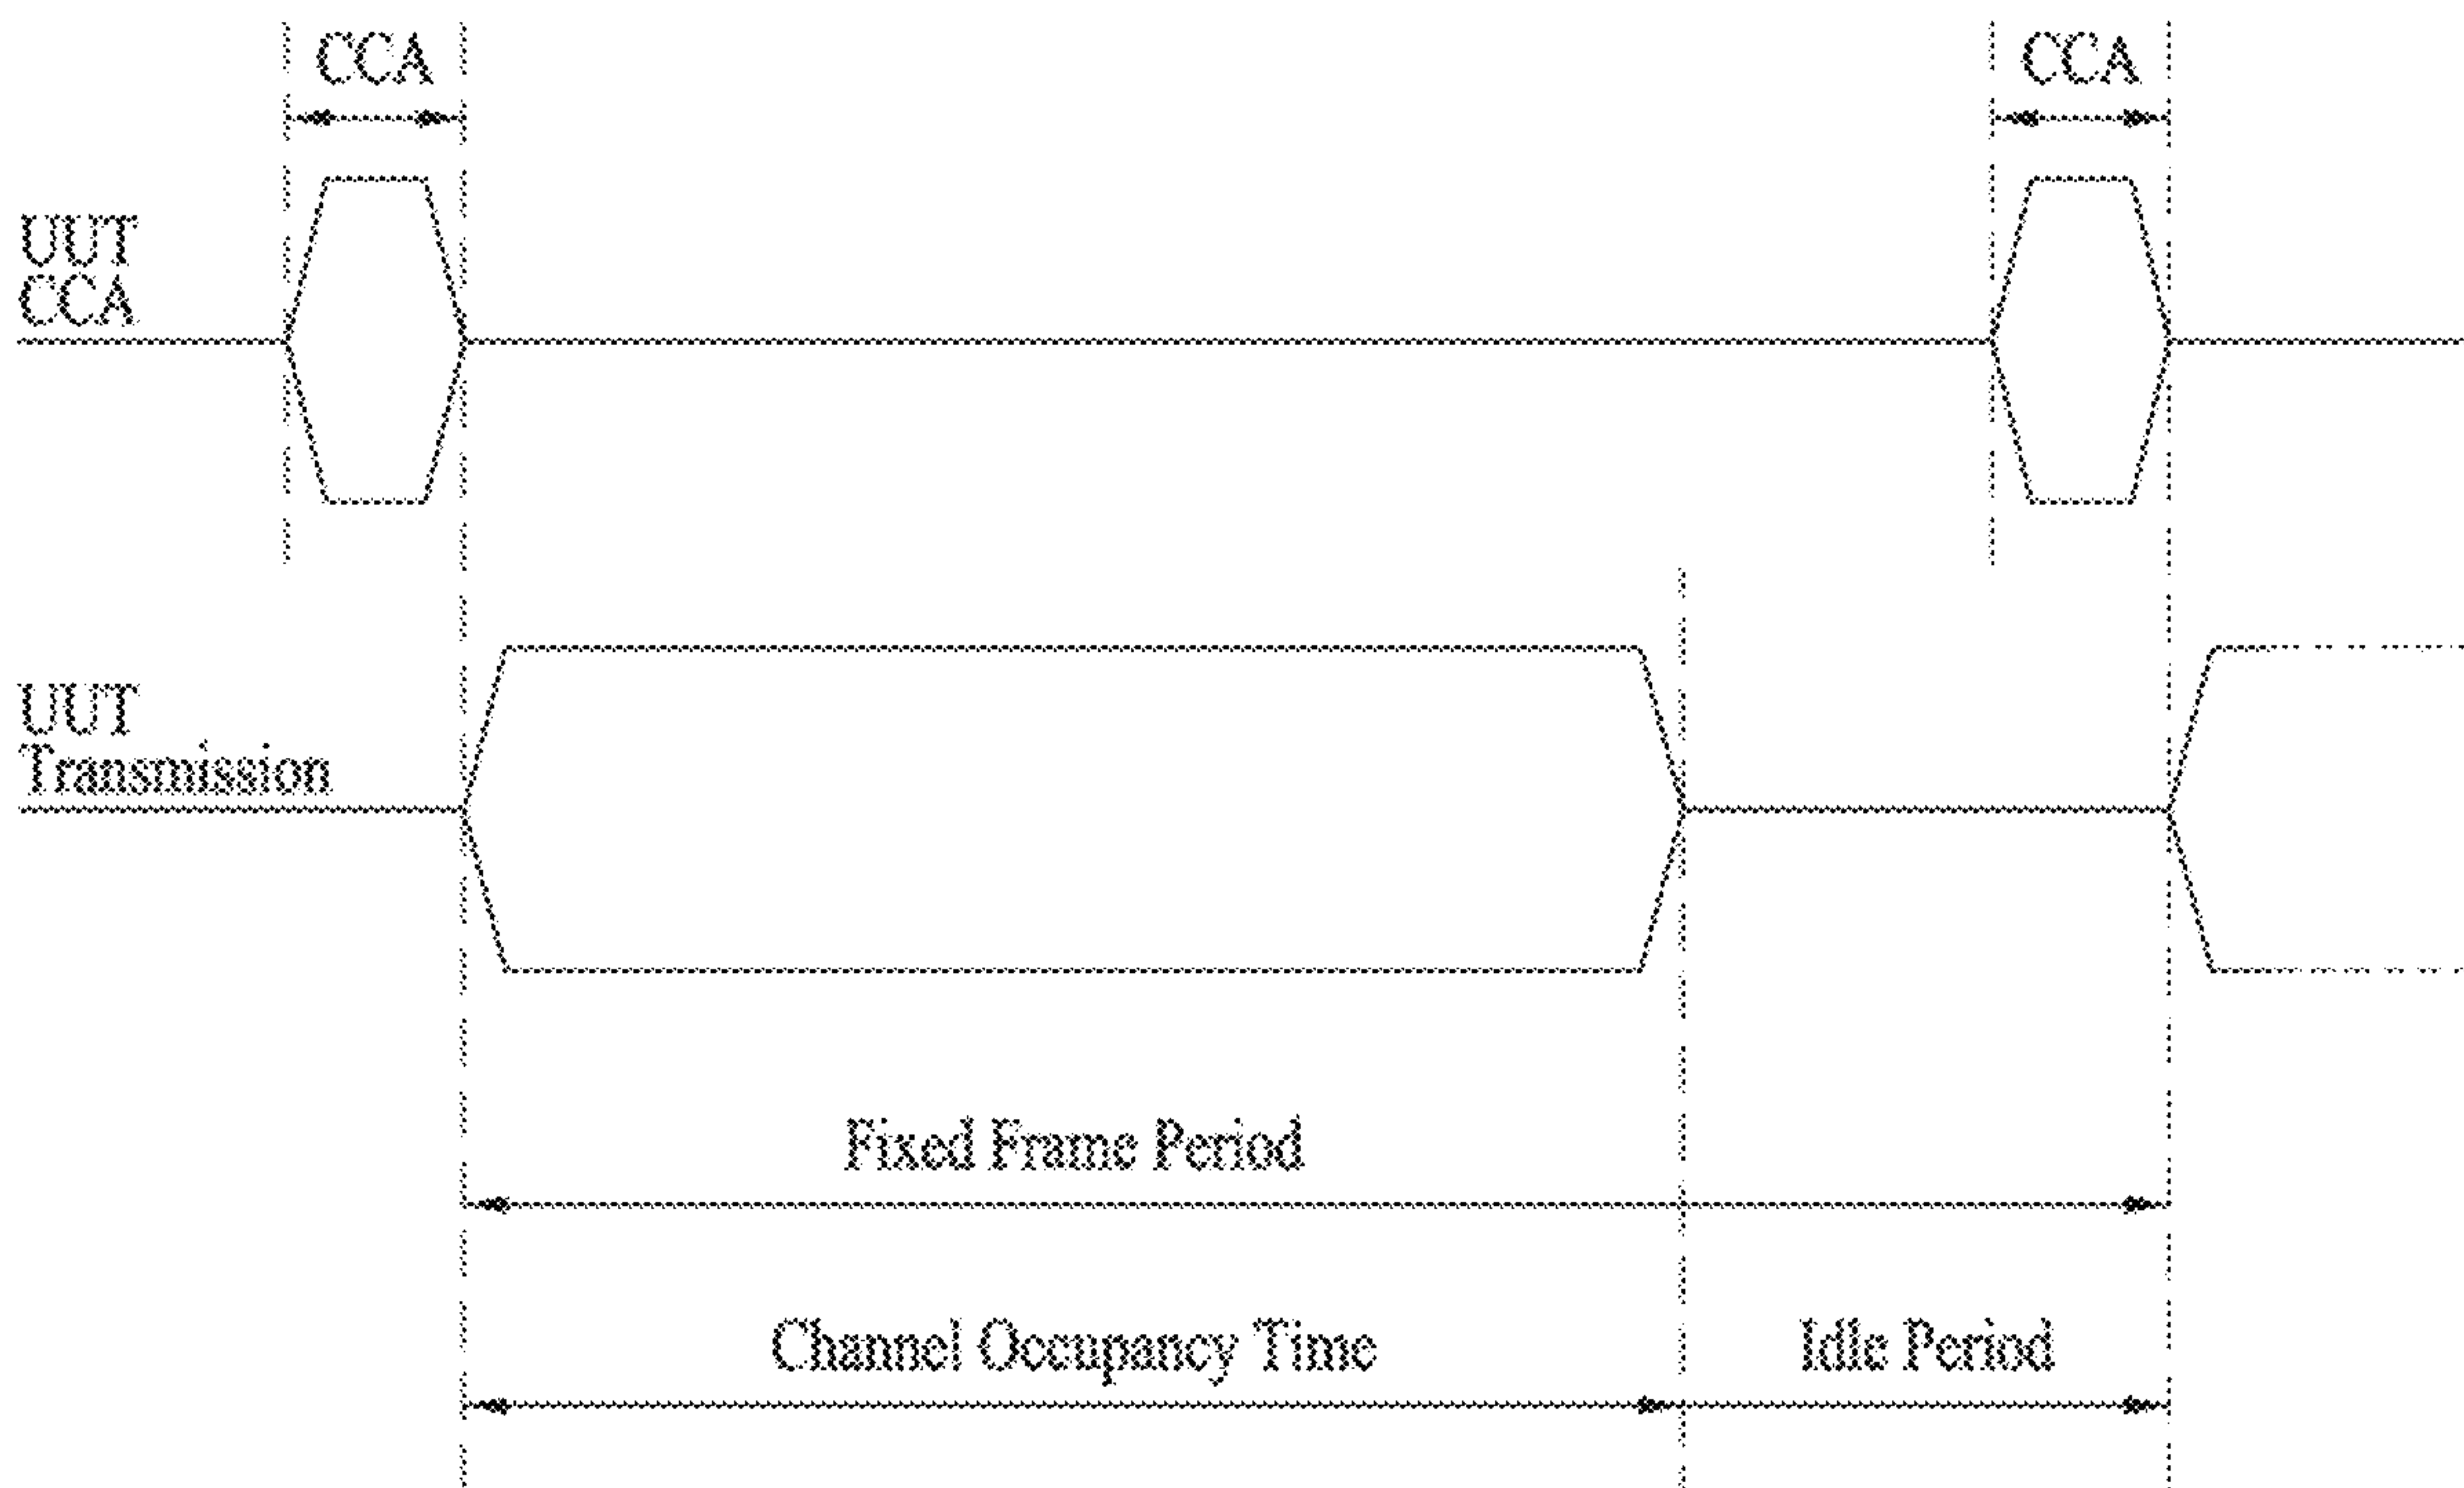 CCA
CCA
UUT
CCA
UUT
Transmission
Fixed Frame Period
Channel Occupancy Time
Idle Period